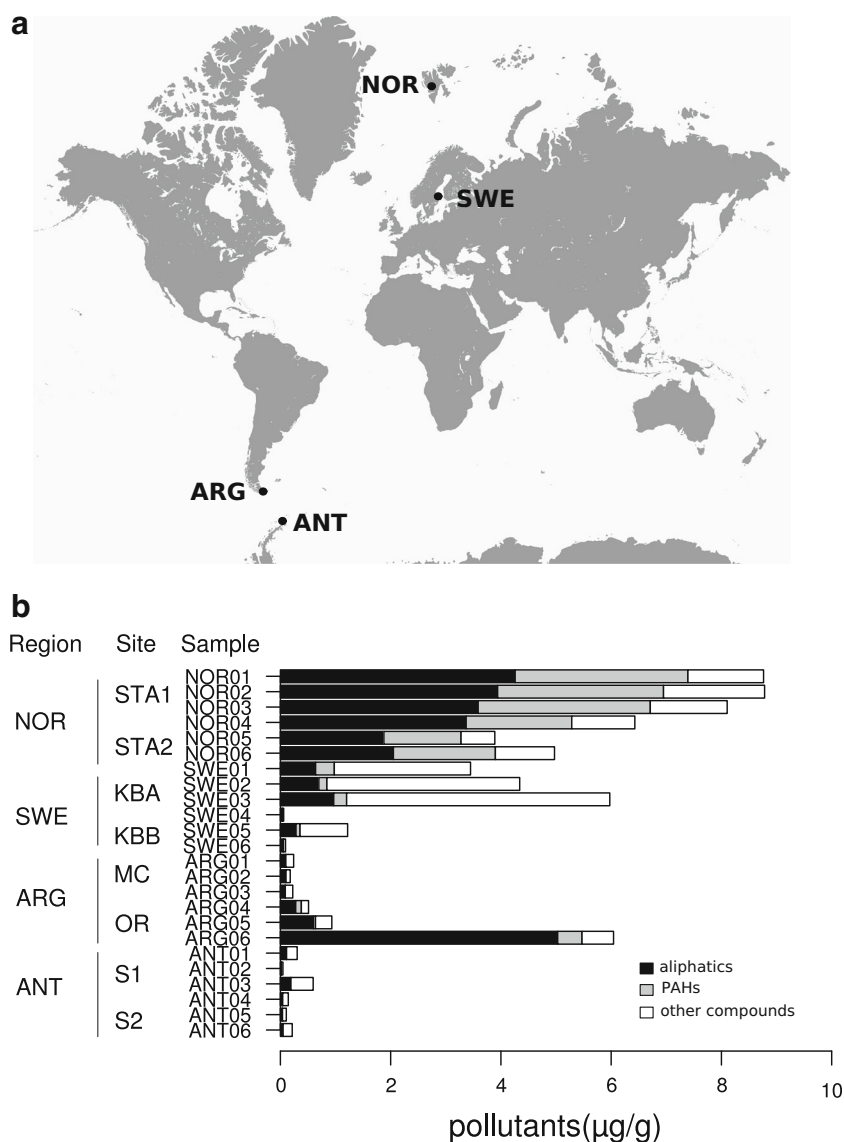 a
NOR
SWE
ARG
ANT
b
Region Site Sample
NOR
STA1
STA2
NOR01
NOR02
NOR03
NOR04
NOR05
NOR06
SWE
KBA
KBB
SWE01
SWE02
SWE03
SWE04
SWE05
SWE06
ARG
MC
OR
ARG01
ARG02
ARG03
ARG04
ARG05
ARG06
ANT
S1
S2
ANT01
ANT02
ANT03
ANT04
ANT05
ANT06
aliphatics
PAHs
other compounds
0 2 4 6 8 10
pollutants(µg/g)